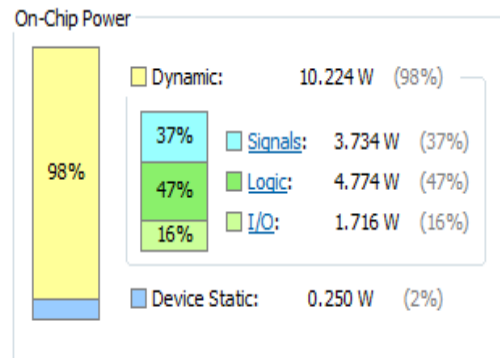 On-Chip Power
Dynamic: 10.224 W (98%)
98%
37% Signals: 3.734 W (37%)
47% Logic: 4.774 W (47%)
16% I/O: 1.716 W (16%)
Device Static: 0.250 W (2%)